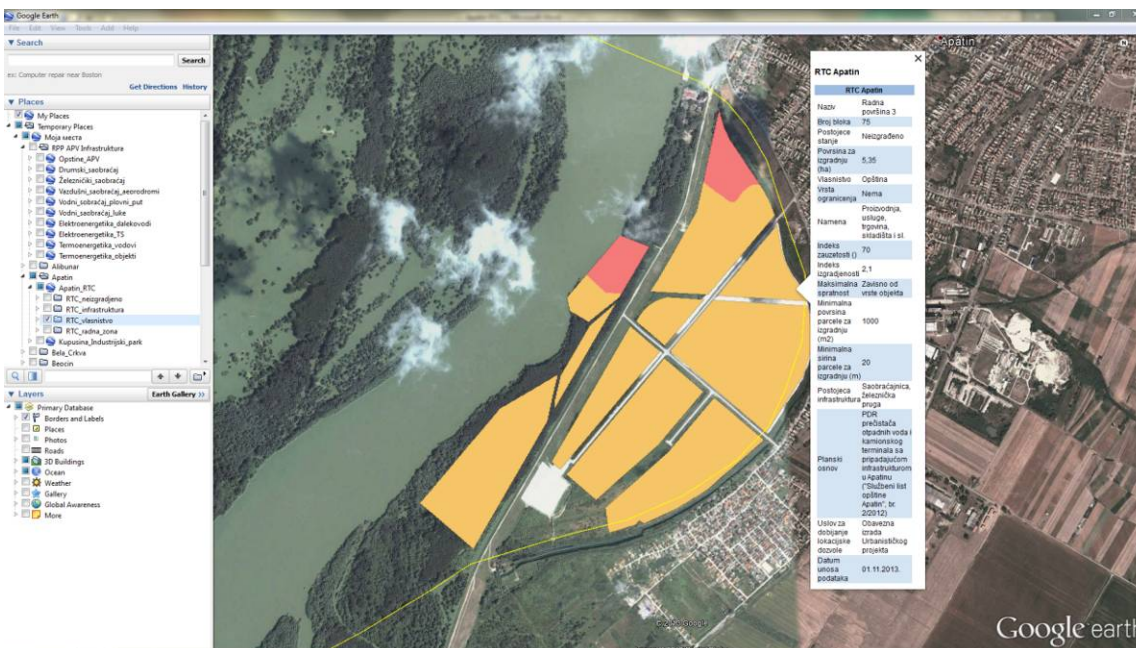 Google Earth
File Edit View Tools Add Help
Search
Search
ex: Computer repair near Boston
Get Directions History
Places
My Places
Temporary Places
Моја места
RPP APV Infrastruktura
Opstine_APV
Drumski_saobraćaj
Železnički_saobraćaj
Vazdušni_saobraćaj_aeorodromi
Vodni_sobraćaj_plovni_put
Vodni_saobraćaj_luke
Elektroenergetika_dalekovodi
Elektroenergetika_TS
Termoenergetika_vodovi
Termoenergetika_objekti
Alibunar
Apatin
Apatin_RTC
RTC_neizgradjeno
RTC_infrastruktura
RTC_vlasnistvo
RTC_radna_zona
Kupusina_Industrijski_park
Bela_Crkva
Beocin
Layers
Earth Gallery >>
Primary Database
Borders and Labels
Places
Photos
Roads
3D Buildings
Ocean
Weather
Gallery
Global Awareness
More
Apatin
N
RTC Apatin
RTC Apatin
Naziv Radna površina 3
Broj bloka 75
Postojece stanje Neizgrađeno
Povrsina za izgradnju (ha) 5,35
Vlasnistvo Opština
Vrsta ogranicenja Nema
Namena Proizvodnja, usluge, trgovina, skladišta i sl.
Indeks zauzetosti () 70
Indeks izgradjenosti 2,1
Maksimalna spratnost Zavisno od vrste objekta
Minimalna povrsina parcele za izgradnju (m2) 1000
Minimalna sirina parcele za izgradnju (m) 20
Postojeca infrastruktura Saobraćajnica, železnička pruga
Planski osnov PDR prečistača otpadnih voda i kamionskog terminala sa pripadajućom infrastrukturom u Apatinu ("Službeni list opštine Apatin", br. 2/2012)
Uslov za dobijanje lokacijske dozvole Obavezna izrada Urbanističkog projekta
Datum unosa podataka 01.11.2013.
Google earth